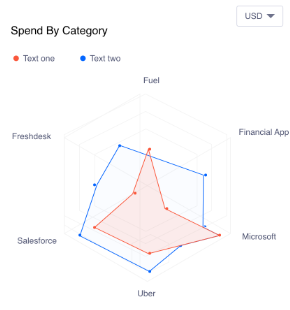 USD
Spend By Category
Text one
Text two
Fuel
Freshdesk
Financial App
Salesforce
Microsoft
Uber